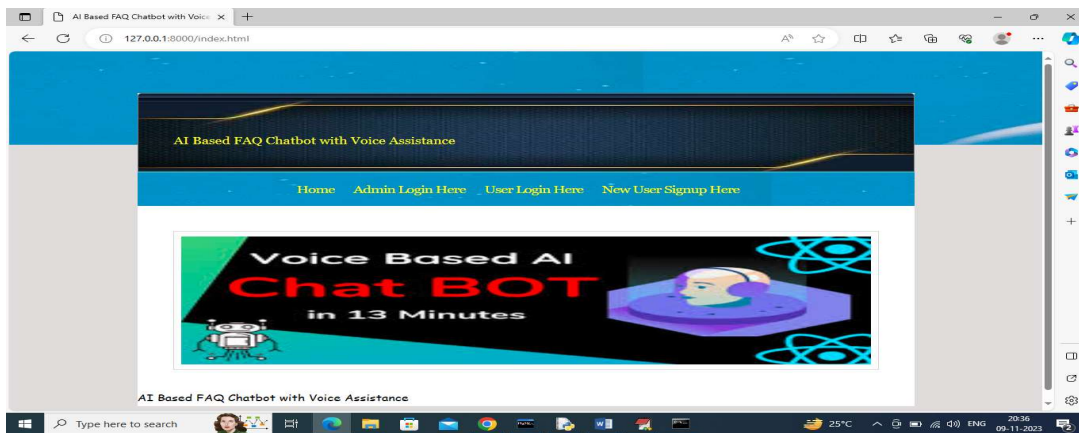 AI Based FAQ Chatbot with Voice
127.0.0.1:8000/index.html
AI Based FAQ Chatbot with Voice Assistance
Home Admin Login Here User Login Here New User Signup Here
Voice Based AI
Chat BOT
in 13 Minutes
AI Based FAQ Chatbot with Voice Assistance
Type here to search
25°C
ENG
20:36
09-11-2023